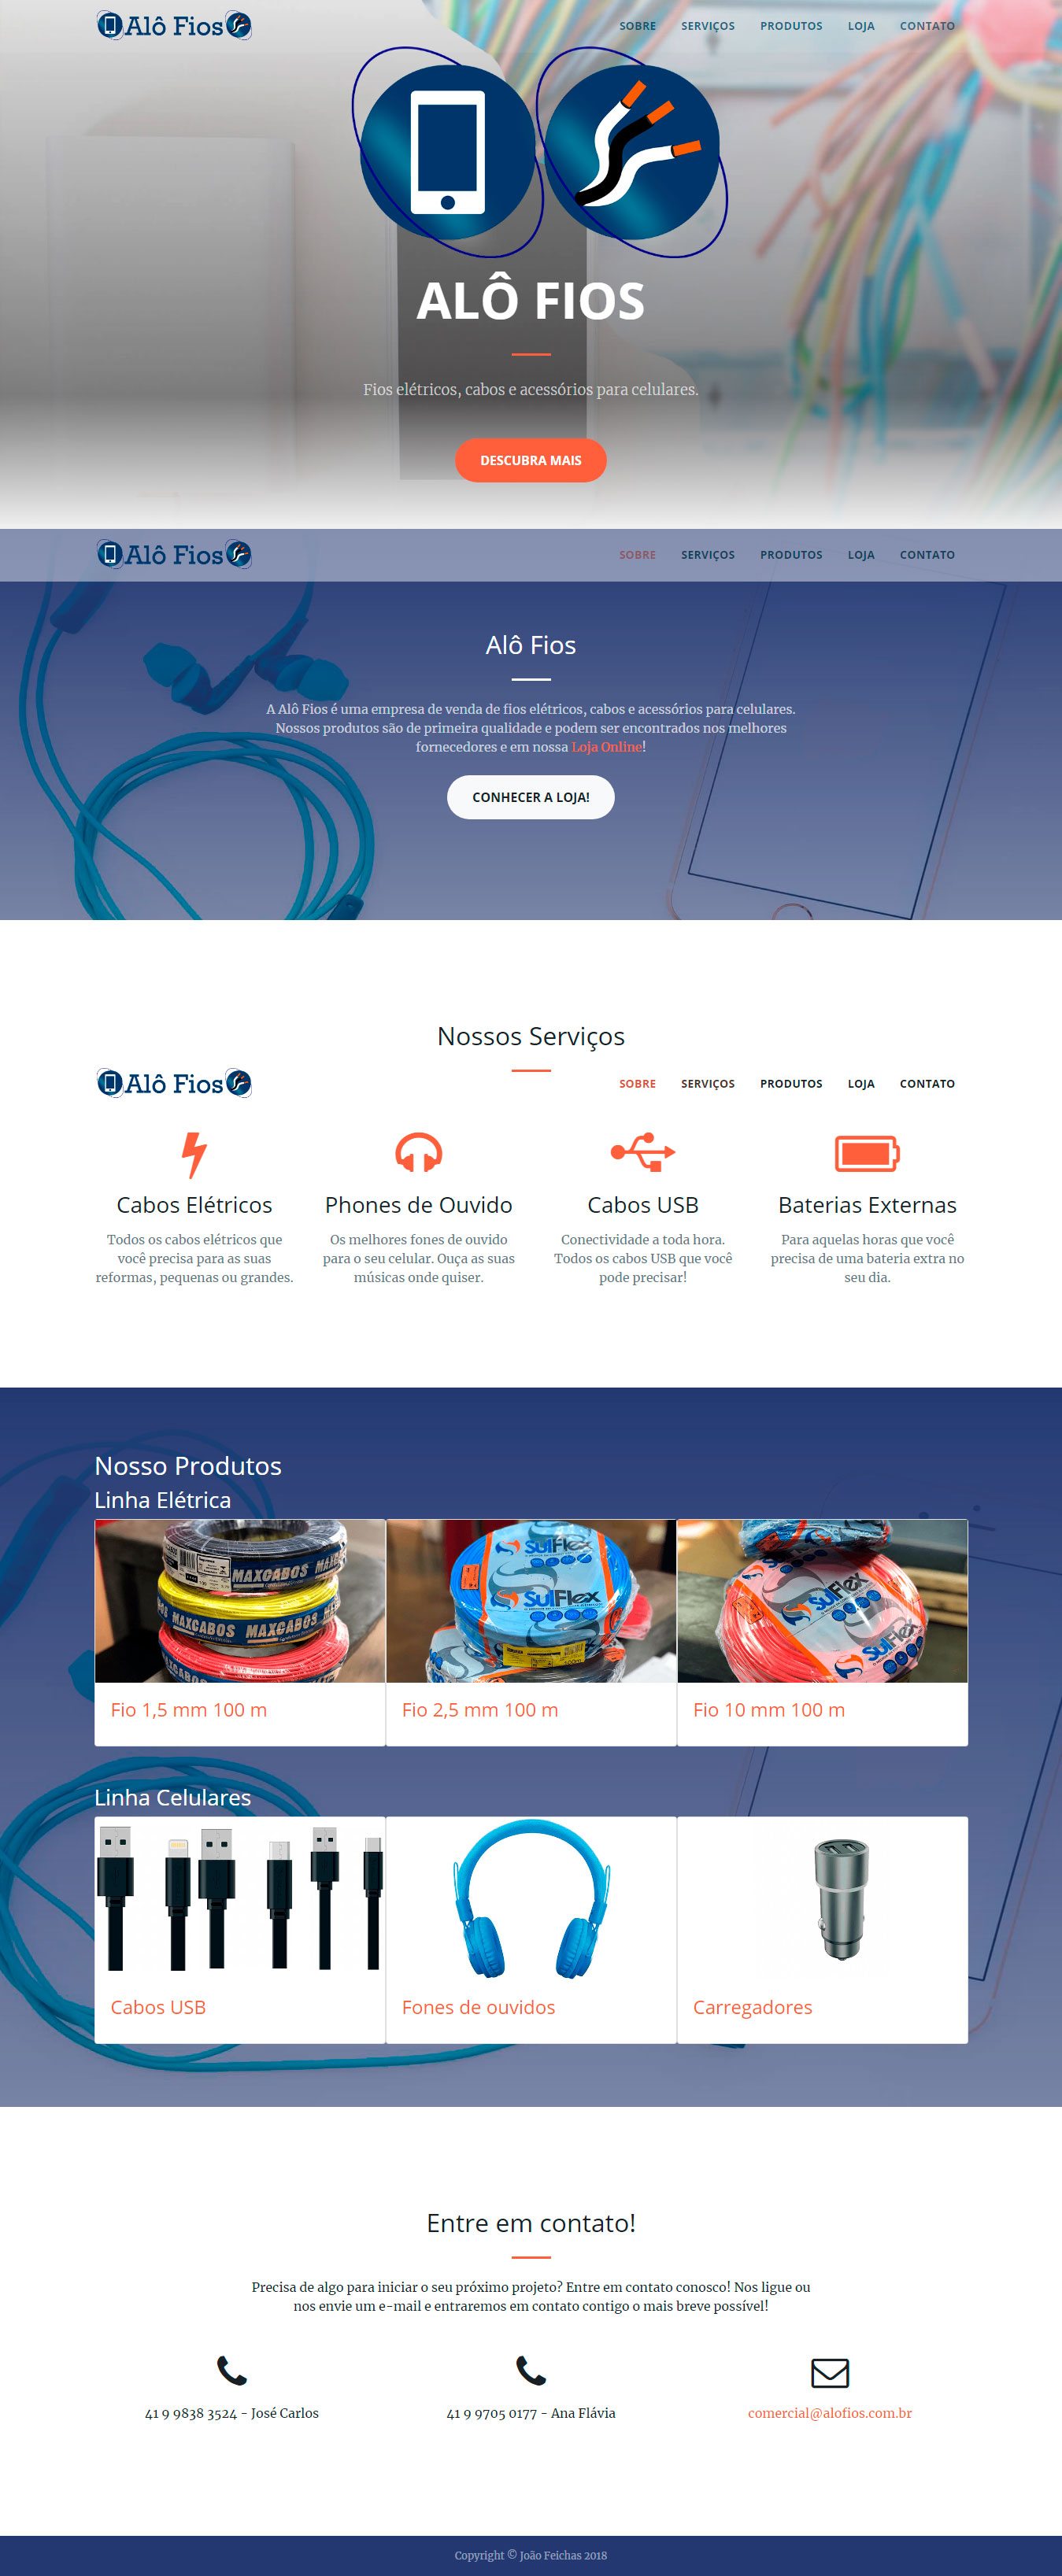 Alô Fios
SOBRE SERVIÇOS PRODUTOS LOJA CONTATO
ALÔ FIOS
Fios elétricos, cabos e acessórios para celulares.
DESCUBRA MAIS
Alô Fios
SOBRE SERVIÇOS PRODUTOS LOJA CONTATO
Alô Fios
A Alô Fios é uma empresa de venda de fios elétricos, cabos e acessórios para celulares.
Nossos produtos são de primeira qualidade e podem ser encontrados nos melhores
fornecedores e em nossa Loja Online!
CONHECER A LOJA!
Nossos Serviços
Alô Fios
SOBRE SERVIÇOS PRODUTOS LOJA CONTATO
Cabos Elétricos
Todos os cabos elétricos que
você precisa para as suas
reformas, pequenas ou grandes.
Phones de Ouvido
Os melhores fones de ouvido
para o seu celular. Ouça as suas
músicas onde quiser.
Cabos USB
Conectividade a toda hora.
Todos os cabos USB que você
pode precisar!
Baterias Externas
Para aquelas horas que você
precisa de uma bateria extra no
seu dia.
Nosso Produtos
Linha Elétrica
MAXCABOS
MAXCABOS
MAXCABOS
SulFlex
SulFlex
SulFlex
SulFlex
Fio 1,5 mm 100 m
Fio 2,5 mm 100 m
Fio 10 mm 100 m
Linha Celulares
Cabos USB
Fones de ouvidos
Carregadores
Entre em contato!
Precisa de algo para iniciar o seu próximo projeto? Entre em contato conosco! Nos ligue ou
nos envie um e-mail e entraremos em contato contigo o mais breve possível!
41 9 9838 3524 - José Carlos
41 9 9705 0177 - Ana Flávia
comercial@alofios.com.br
Copyright © João Feichas 2018